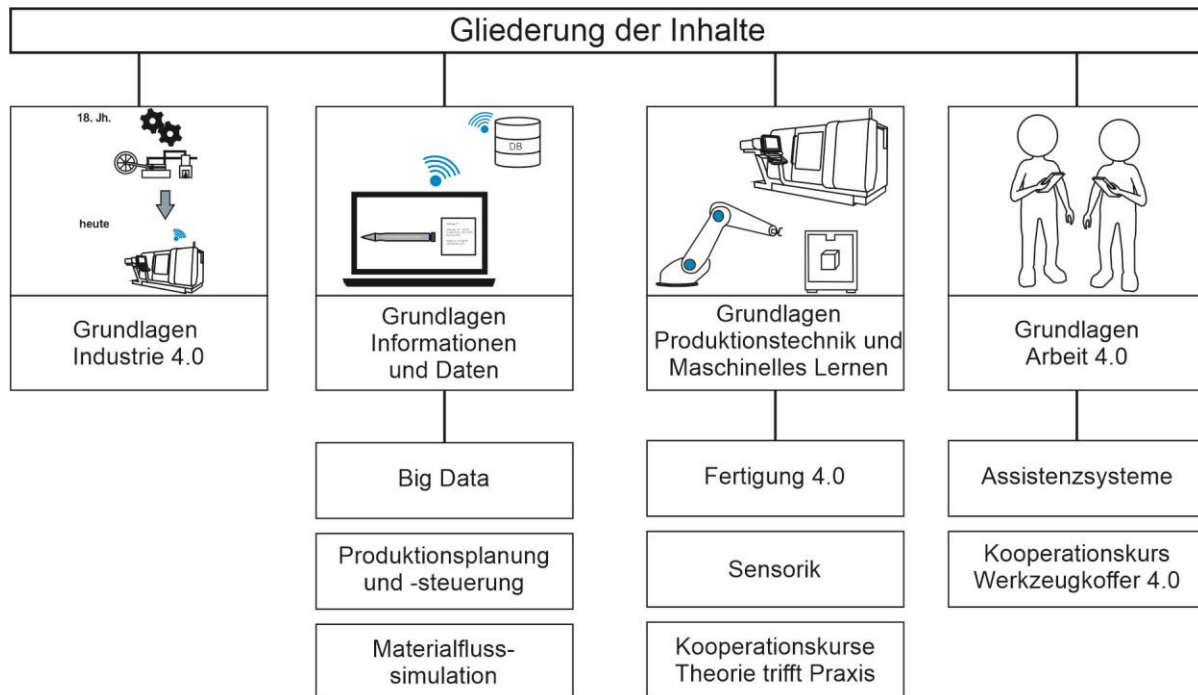 Gliederung der Inhalte
18. Jh.
heute
Grundlagen
Industrie 4.0
DB
Grundlagen
Informationen
und Daten
Big Data
Produktionsplanung
und -steuerung
Materialfluss-
simulation
Grundlagen
Produktionstechnik und
Maschinelles Lernen
Fertigung 4.0
Sensorik
Kooperationskurse
Theorie trifft Praxis
Grundlagen
Arbeit 4.0
Assistenzsysteme
Kooperationskurs
Werkzeugkoffer 4.0